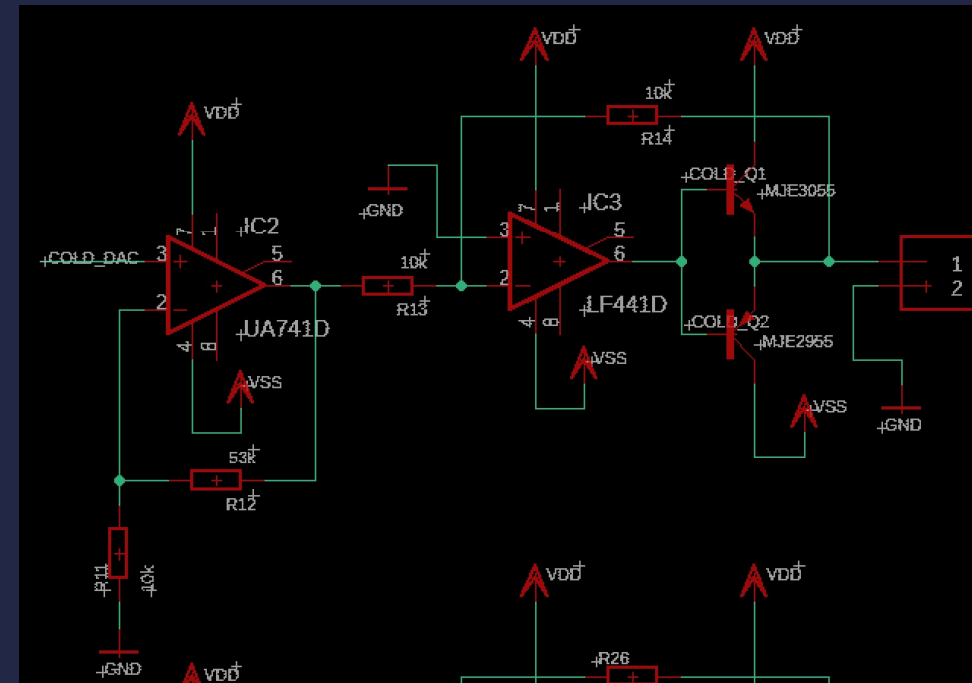 VDD
VDD
10k
R14
VDD
COLD_Q1
MJE3055
GND
7
1
IC3
3
5
6
2
4
8
LF441D
7
1
IC2
COLD_DAC
3
5
6
2
4
8
UA741D
10k
R13
1
2
COLD_Q2
MJE2955
VSS
VSS
VSS
GND
53k
R12
R11
10k
GND
VDD
VDD
VDD
R26